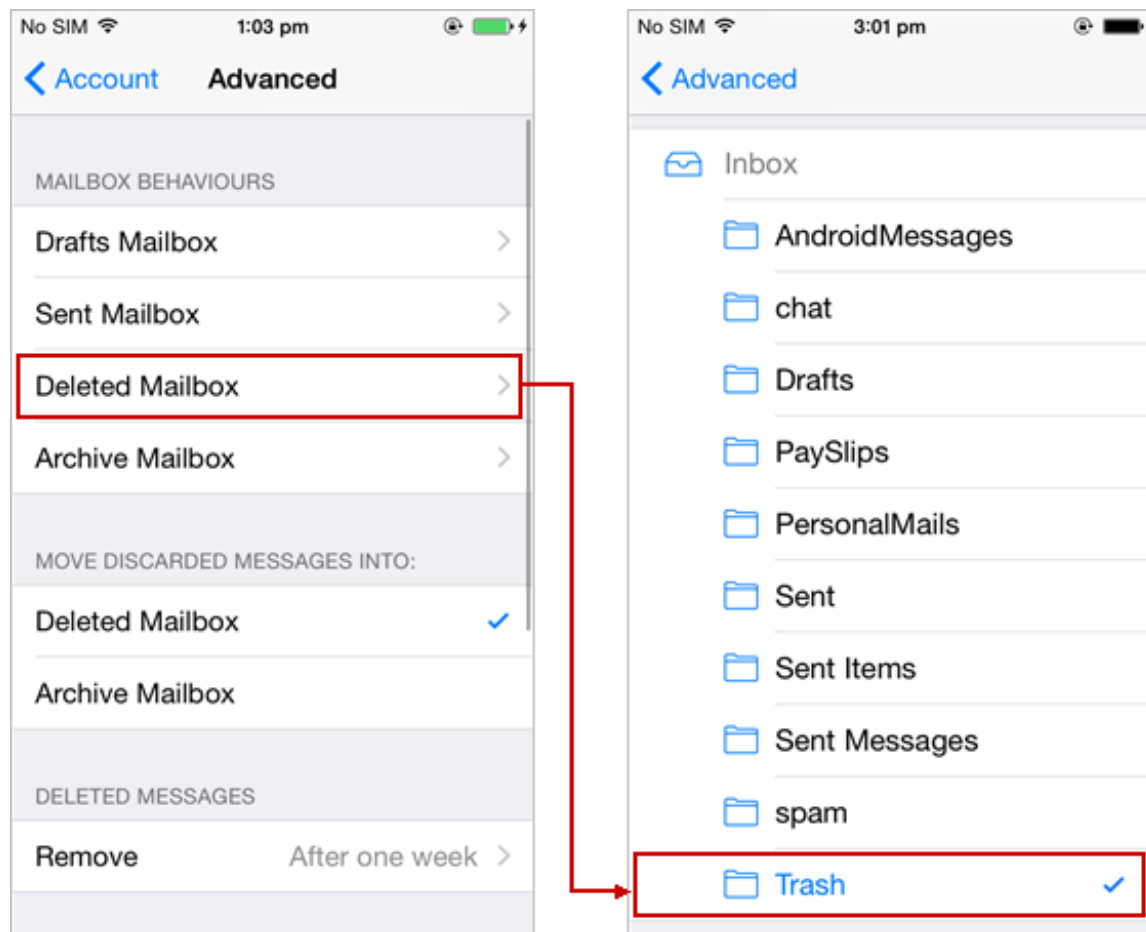 No SIM 1:03 pm
Account Advanced
MAILBOX BEHAVIOURS
Drafts Mailbox
Sent Mailbox
Deleted Mailbox
Archive Mailbox
MOVE DISCARDED MESSAGES INTO:
Deleted Mailbox
Archive Mailbox
DELETED MESSAGES
Remove After one week
No SIM 3:01 pm
Advanced
Inbox
AndroidMessages
chat
Drafts
PaySlips
PersonalMails
Sent
Sent Items
Sent Messages
spam
Trash